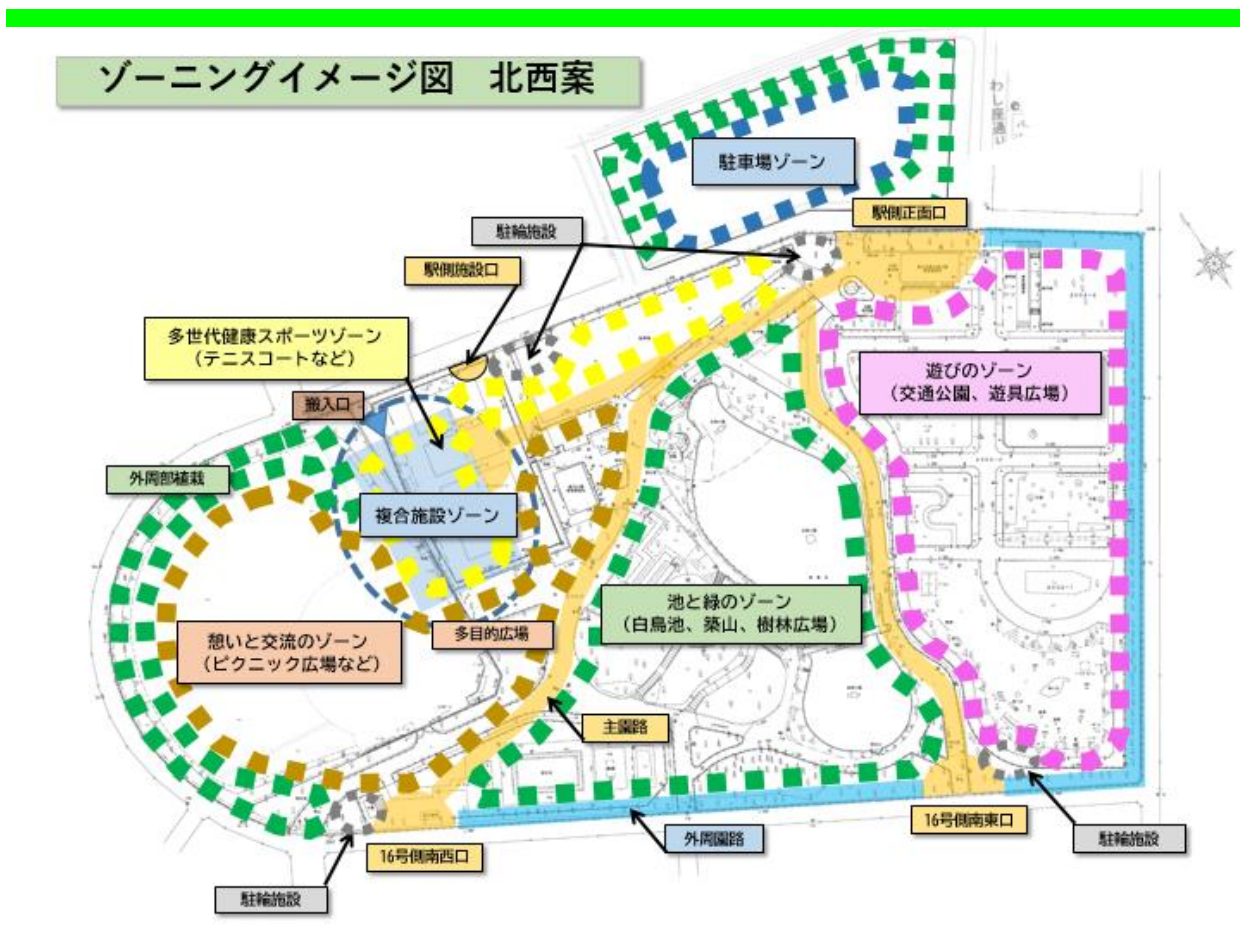 ゾーニングイメージ図　北西案
わし座通り
駐車場ゾーン
駅側正面口
駐輪施設
駅側施設口
多世代健康スポーツゾーン
（テニスコートなど）
搬入口
遊びのゾーン
（交通公園、遊具広場）
外周部植栽
複合施設ゾーン
池と緑のゾーン
（白鳥池、築山、樹林広場）
憩いと交流のゾーン
（ピクニック広場など）
多目的広場
主園路
外周園路
16号側南東口
駐輪施設
16号側南西口
駐輪施設